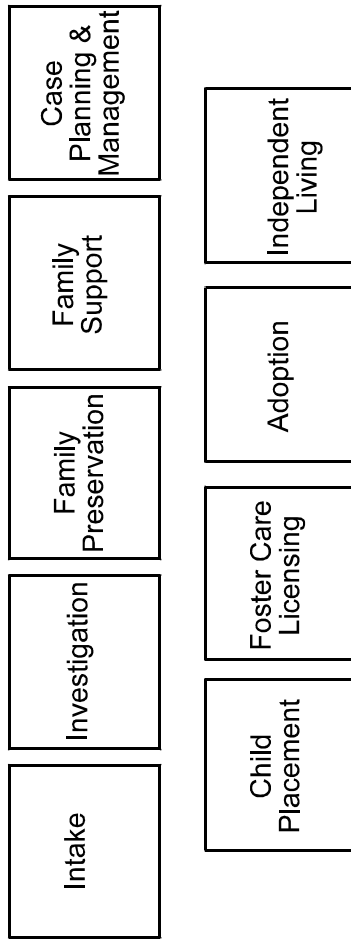 Intake
Investigation
Family
Preservation
Family
Support
Case
Planning &
Management
Child
Placement
Foster Care
Licensing
Adoption
Independent
Living